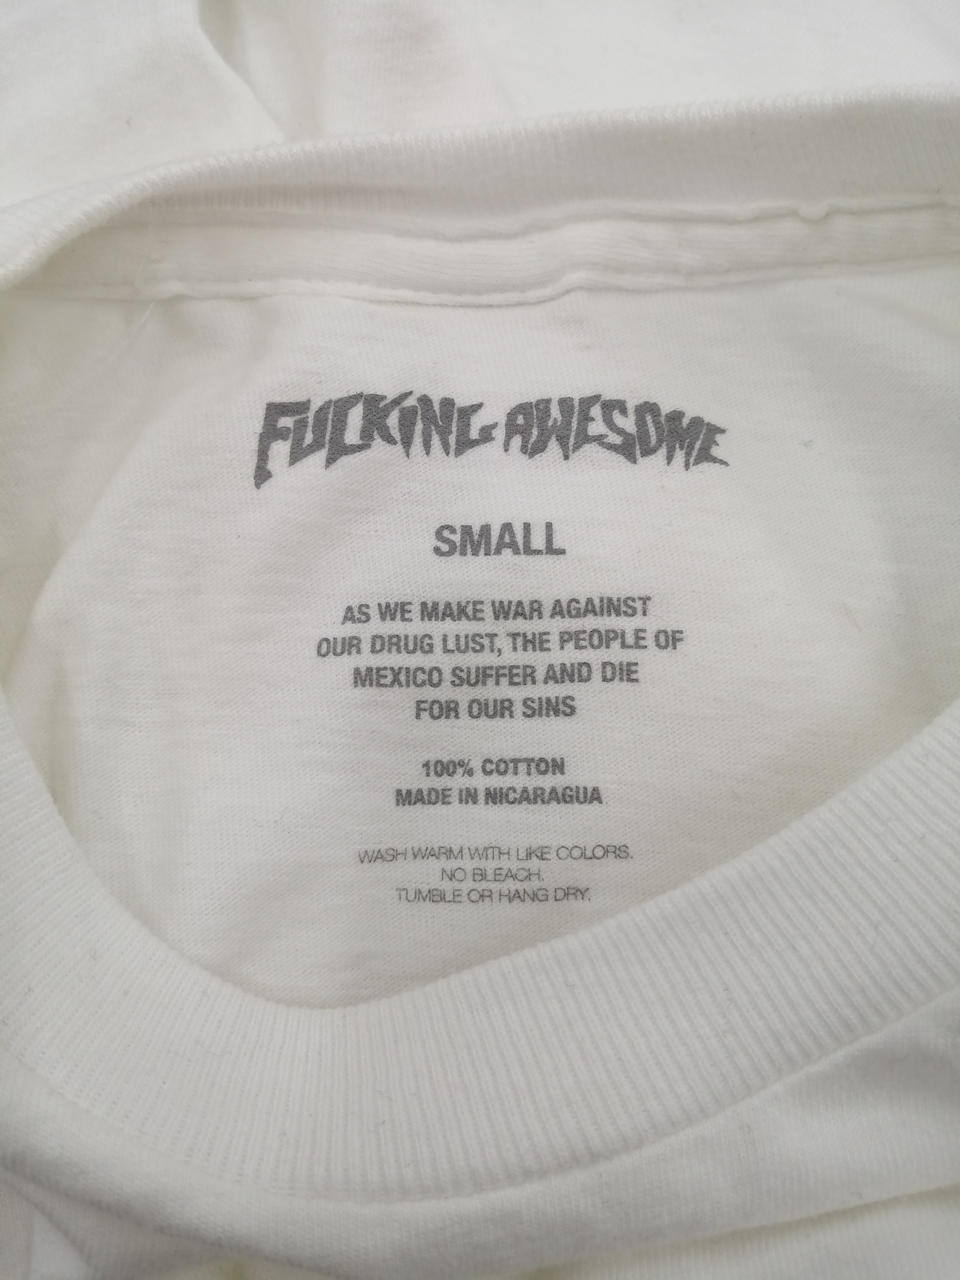 FUCKING AWESOME
SMALL
AS WE MAKE WAR AGAINST
OUR DRUG LUST, THE PEOPLE OF
MEXICO SUFFER AND DIE
FOR OUR SINS
100% COTTON
MADE IN NICARAGUA
WASH WARM WITH LIKE COLORS.
NO BLEACH.
TUMBLE OR HANG DRY.